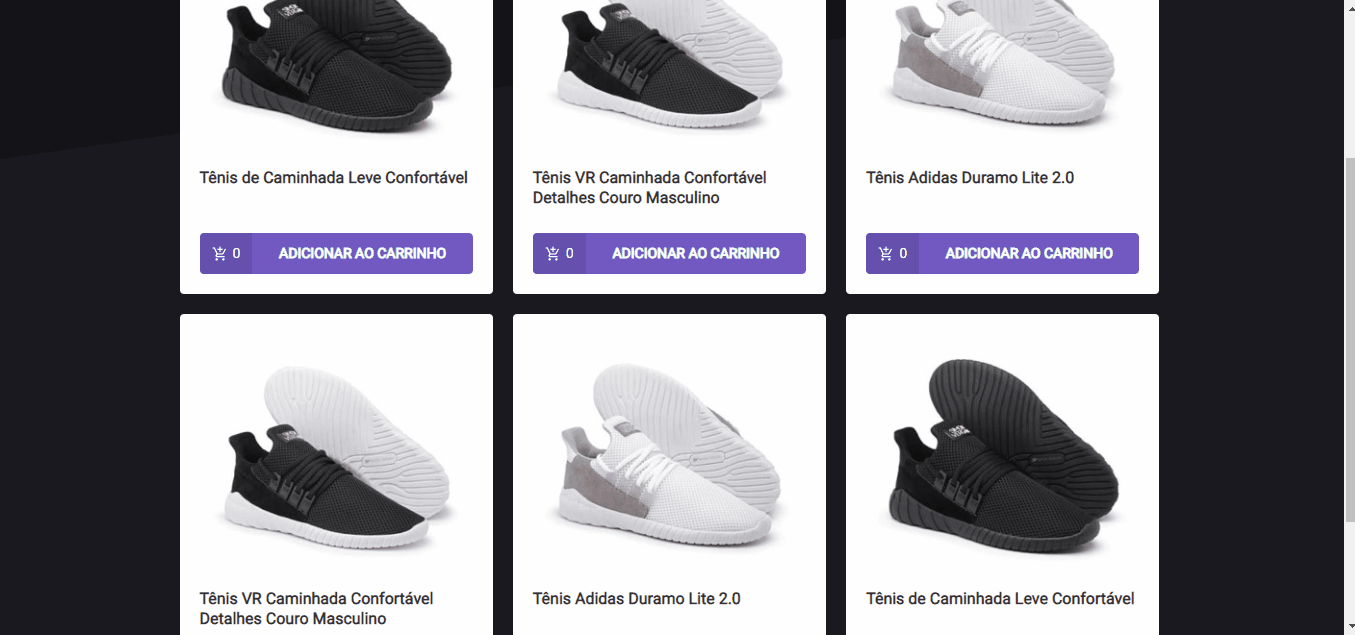 Tênis de Caminhada Leve Confortável
Tênis VR Caminhada Confortável
Detalhes Couro Masculino
Tênis Adidas Duramo Lite 2.0
0 ADICIONAR AO CARRINHO
0 ADICIONAR AO CARRINHO
0 ADICIONAR AO CARRINHO
Tênis VR Caminhada Confortável
Detalhes Couro Masculino
Tênis Adidas Duramo Lite 2.0
Tênis de Caminhada Leve Confortável